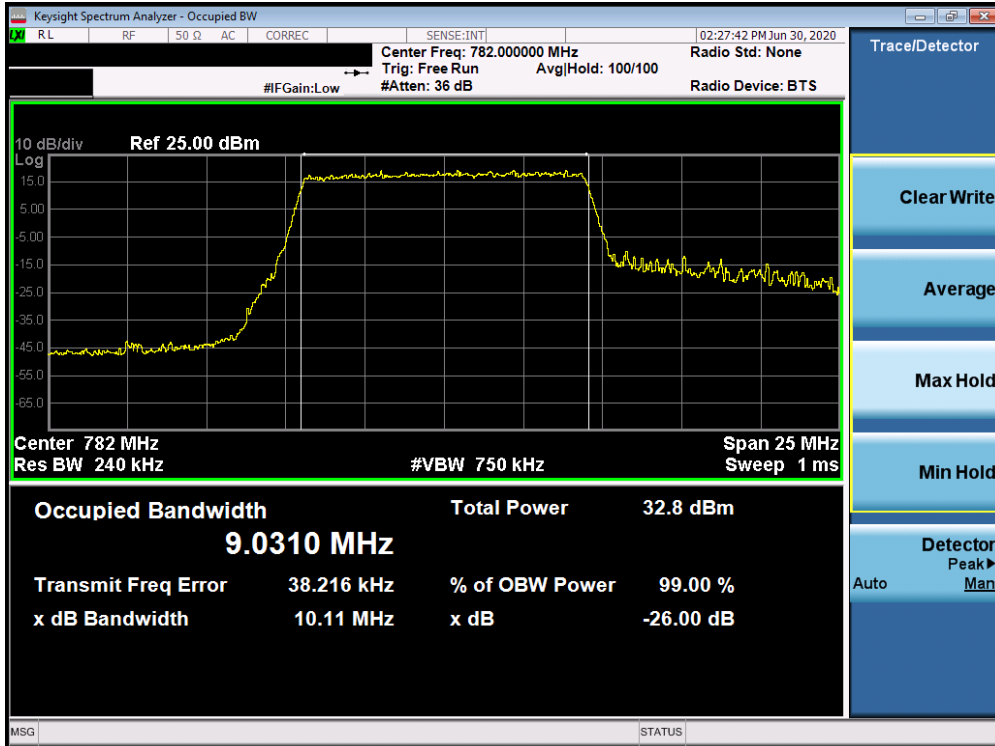 Keysight Spectrum Analyzer - Occupied BW
LXI RL RF 50 Ω AC CORREC SENSE:INT 02:27:42 PM Jun 30, 2020
Center Freq: 782.000000 MHz Radio Std: None
Trig: Free Run Avg|Hold: 100/100
#IFGain:Low #Atten: 36 dB Radio Device: BTS
Trace/Detector
10 dB/div Ref 25.00 dBm
Log
15.0
5.00
-5.00
-15.0
-25.0
-35.0
-45.0
-55.0
-65.0
Center 782 MHz Span 25 MHz
Res BW 240 kHz #VBW 750 kHz Sweep 1 ms
Occupied Bandwidth Total Power 32.8 dBm
9.0310 MHz
Transmit Freq Error 38.216 kHz % of OBW Power 99.00 %
x dB Bandwidth 10.11 MHz x dB -26.00 dB
Clear Write
Average
Max Hold
Min Hold
Detector
Peak▶
Auto Man
MSG STATUS